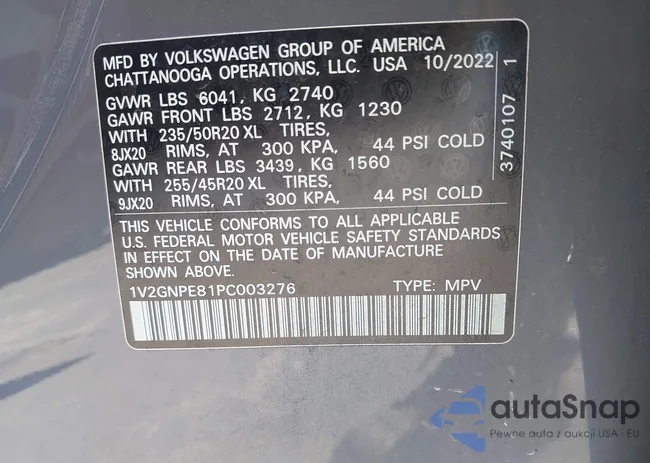 MFD BY VOLKSWAGEN GROUP OF AMERICA
CHATTANOOGA OPERATIONS, LLC. USA 10/2022
GVWR LBS 6041, KG 2740
GAWR FRONT LBS 2712, KG 1230
WITH 235/50R20 XL TIRES,
8JX20 RIMS, AT 300 KPA, 44 PSI COLD
GAWR REAR LBS 3439, KG 1560
WITH 255/45R20 XL TIRES,
9JX20 RIMS, AT 300 KPA, 44 PSI COLD
THIS VEHICLE CONFORMS TO ALL APPLICABLE
U.S. FEDERAL MOTOR VEHICLE SAFETY STANDARDS
IN EFFECT ON THE DATE OF MANUFACTURE
SHOWN ABOVE.
1V2GNPE81PC003276 TYPE: MPV
3740107 1
autoSnap
Pewne auta z aukcji USA i EU